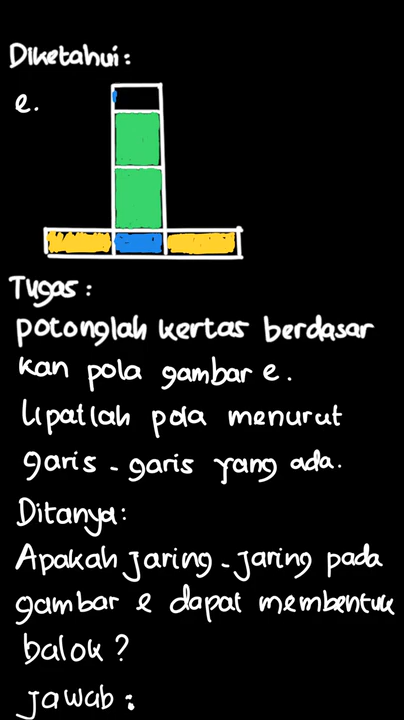 Diketahui:
e.
Tugas:
potonglah kertas berdasar
kan pola gambar e.
Lipatlah pola menurut
garis-garis yang ada.
Ditanya:
Apakah jaring-jaring pada
gambar e dapat membentuk
balok?
jawab: